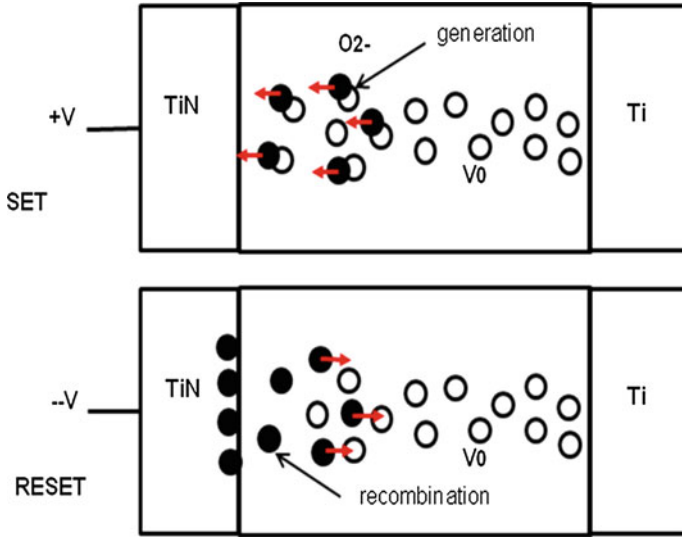 O2-
generation
TiN
Ti
+V
V0
SET
TiN
Ti
--V
V0
RESET
recombination